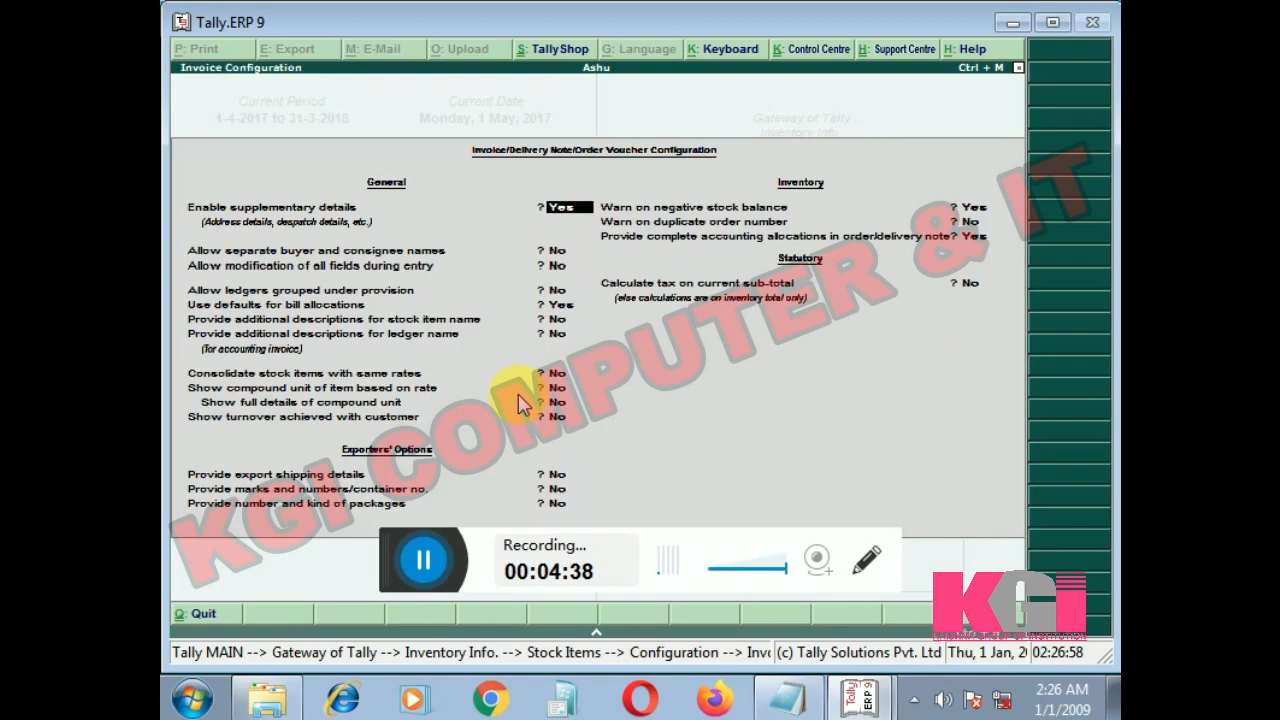 Tally.ERP 9
P: Print E: Export M: E-Mail O: Upload S: TallyShop G: Language K: Keyboard K: Control Centre H: Support Centre H: Help
Invoice Configuration Ashu Ctrl + M
Current Period Current Date
1-4-2017 to 31-3-2018 Monday, 1 May, 2017 Gateway of Tally ...
Inventory Info.
Invoice/Delivery Note/Order Voucher Configuration
General Inventory
Enable supplementary details ? Yes Warn on negative stock balance ? Yes
(Address details, despatch details, etc.) Warn on duplicate order number ? No
Provide complete accounting allocations in order/delivery note? Yes
Allow separate buyer and consignee names ? No Statutory
Allow modification of all fields during entry ? No
Calculate tax on current sub-total ? No
Allow ledgers grouped under provision ? No (else calculations are on inventory total only)
Use defaults for bill allocations ? Yes
Provide additional descriptions for stock item name ? No
Provide additional descriptions for ledger name ? No
(for accounting invoice)
Consolidate stock items with same rates ? No
Show compound unit of item based on rate ? No
Show full details of compound unit ? No
Show turnover achieved with customer ? No
Exporters' Options
Provide export shipping details ? No
Provide marks and numbers/container no. ? No
Provide number and kind of packages ? No
KGI COMPUTER & IT
Recording...
00:04:38
KGI
Q: Quit
Tally MAIN --> Gateway of Tally --> Inventory Info. --> Stock Items --> Configuration --> Inv (c) Tally Solutions Pvt. Ltd Thu, 1 Jan, 2 02:26:58
Tally ERP 9
2:26 AM
1/1/2009